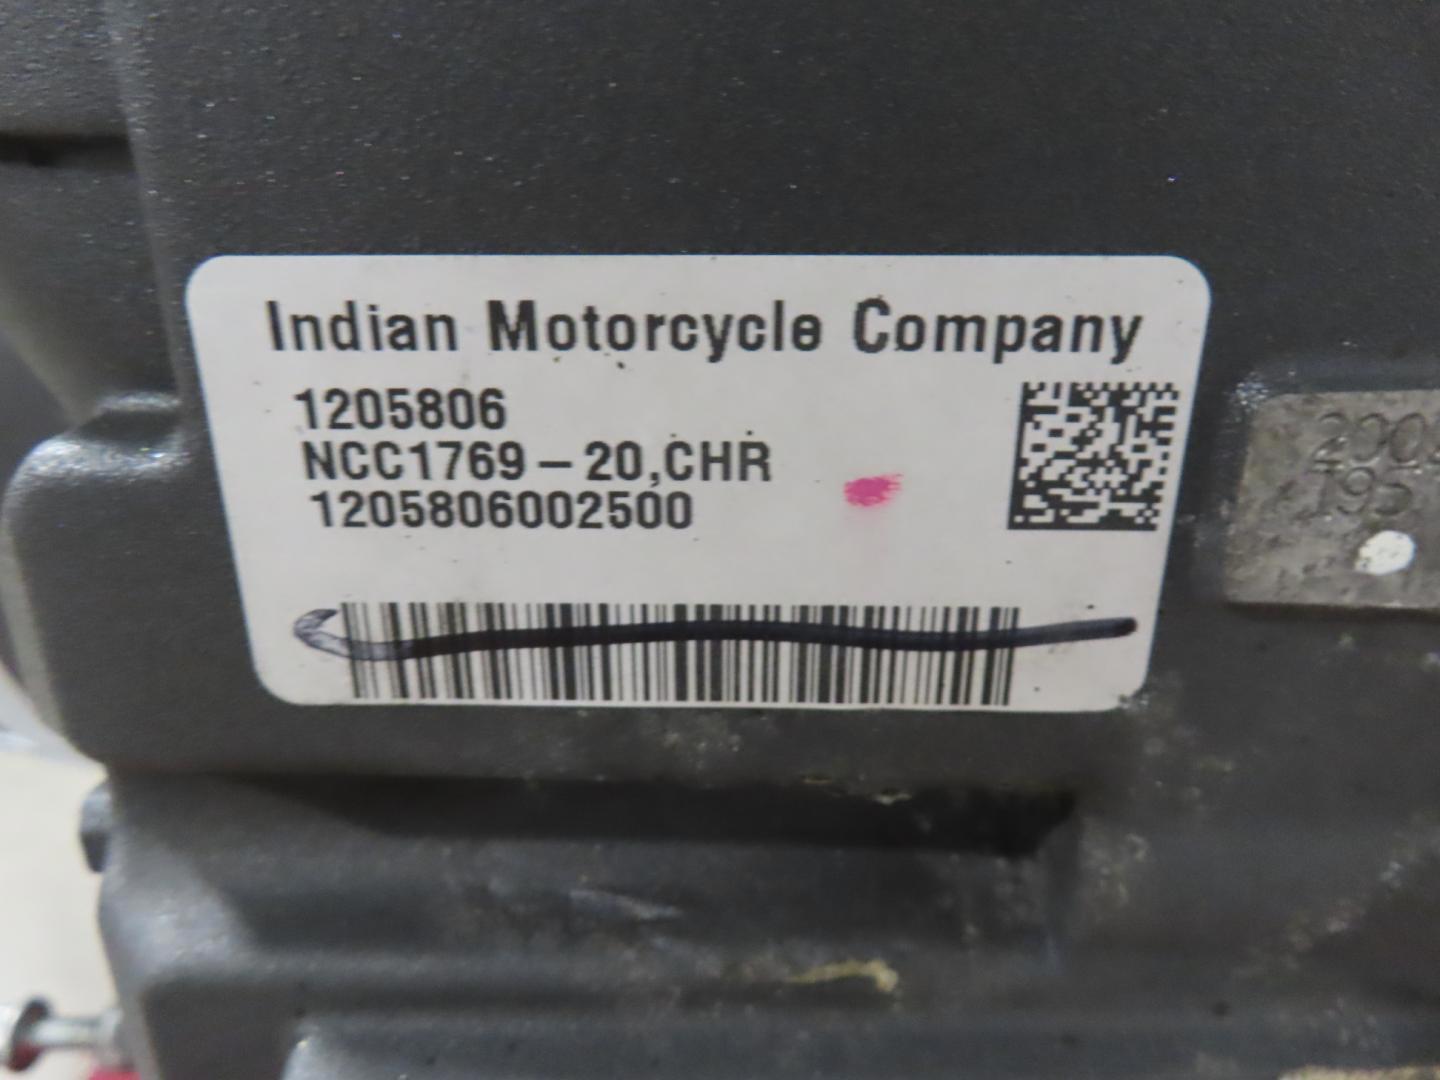 Indian Motorcycle Company
1205806
NCC1769-20,CHR
1205806002500